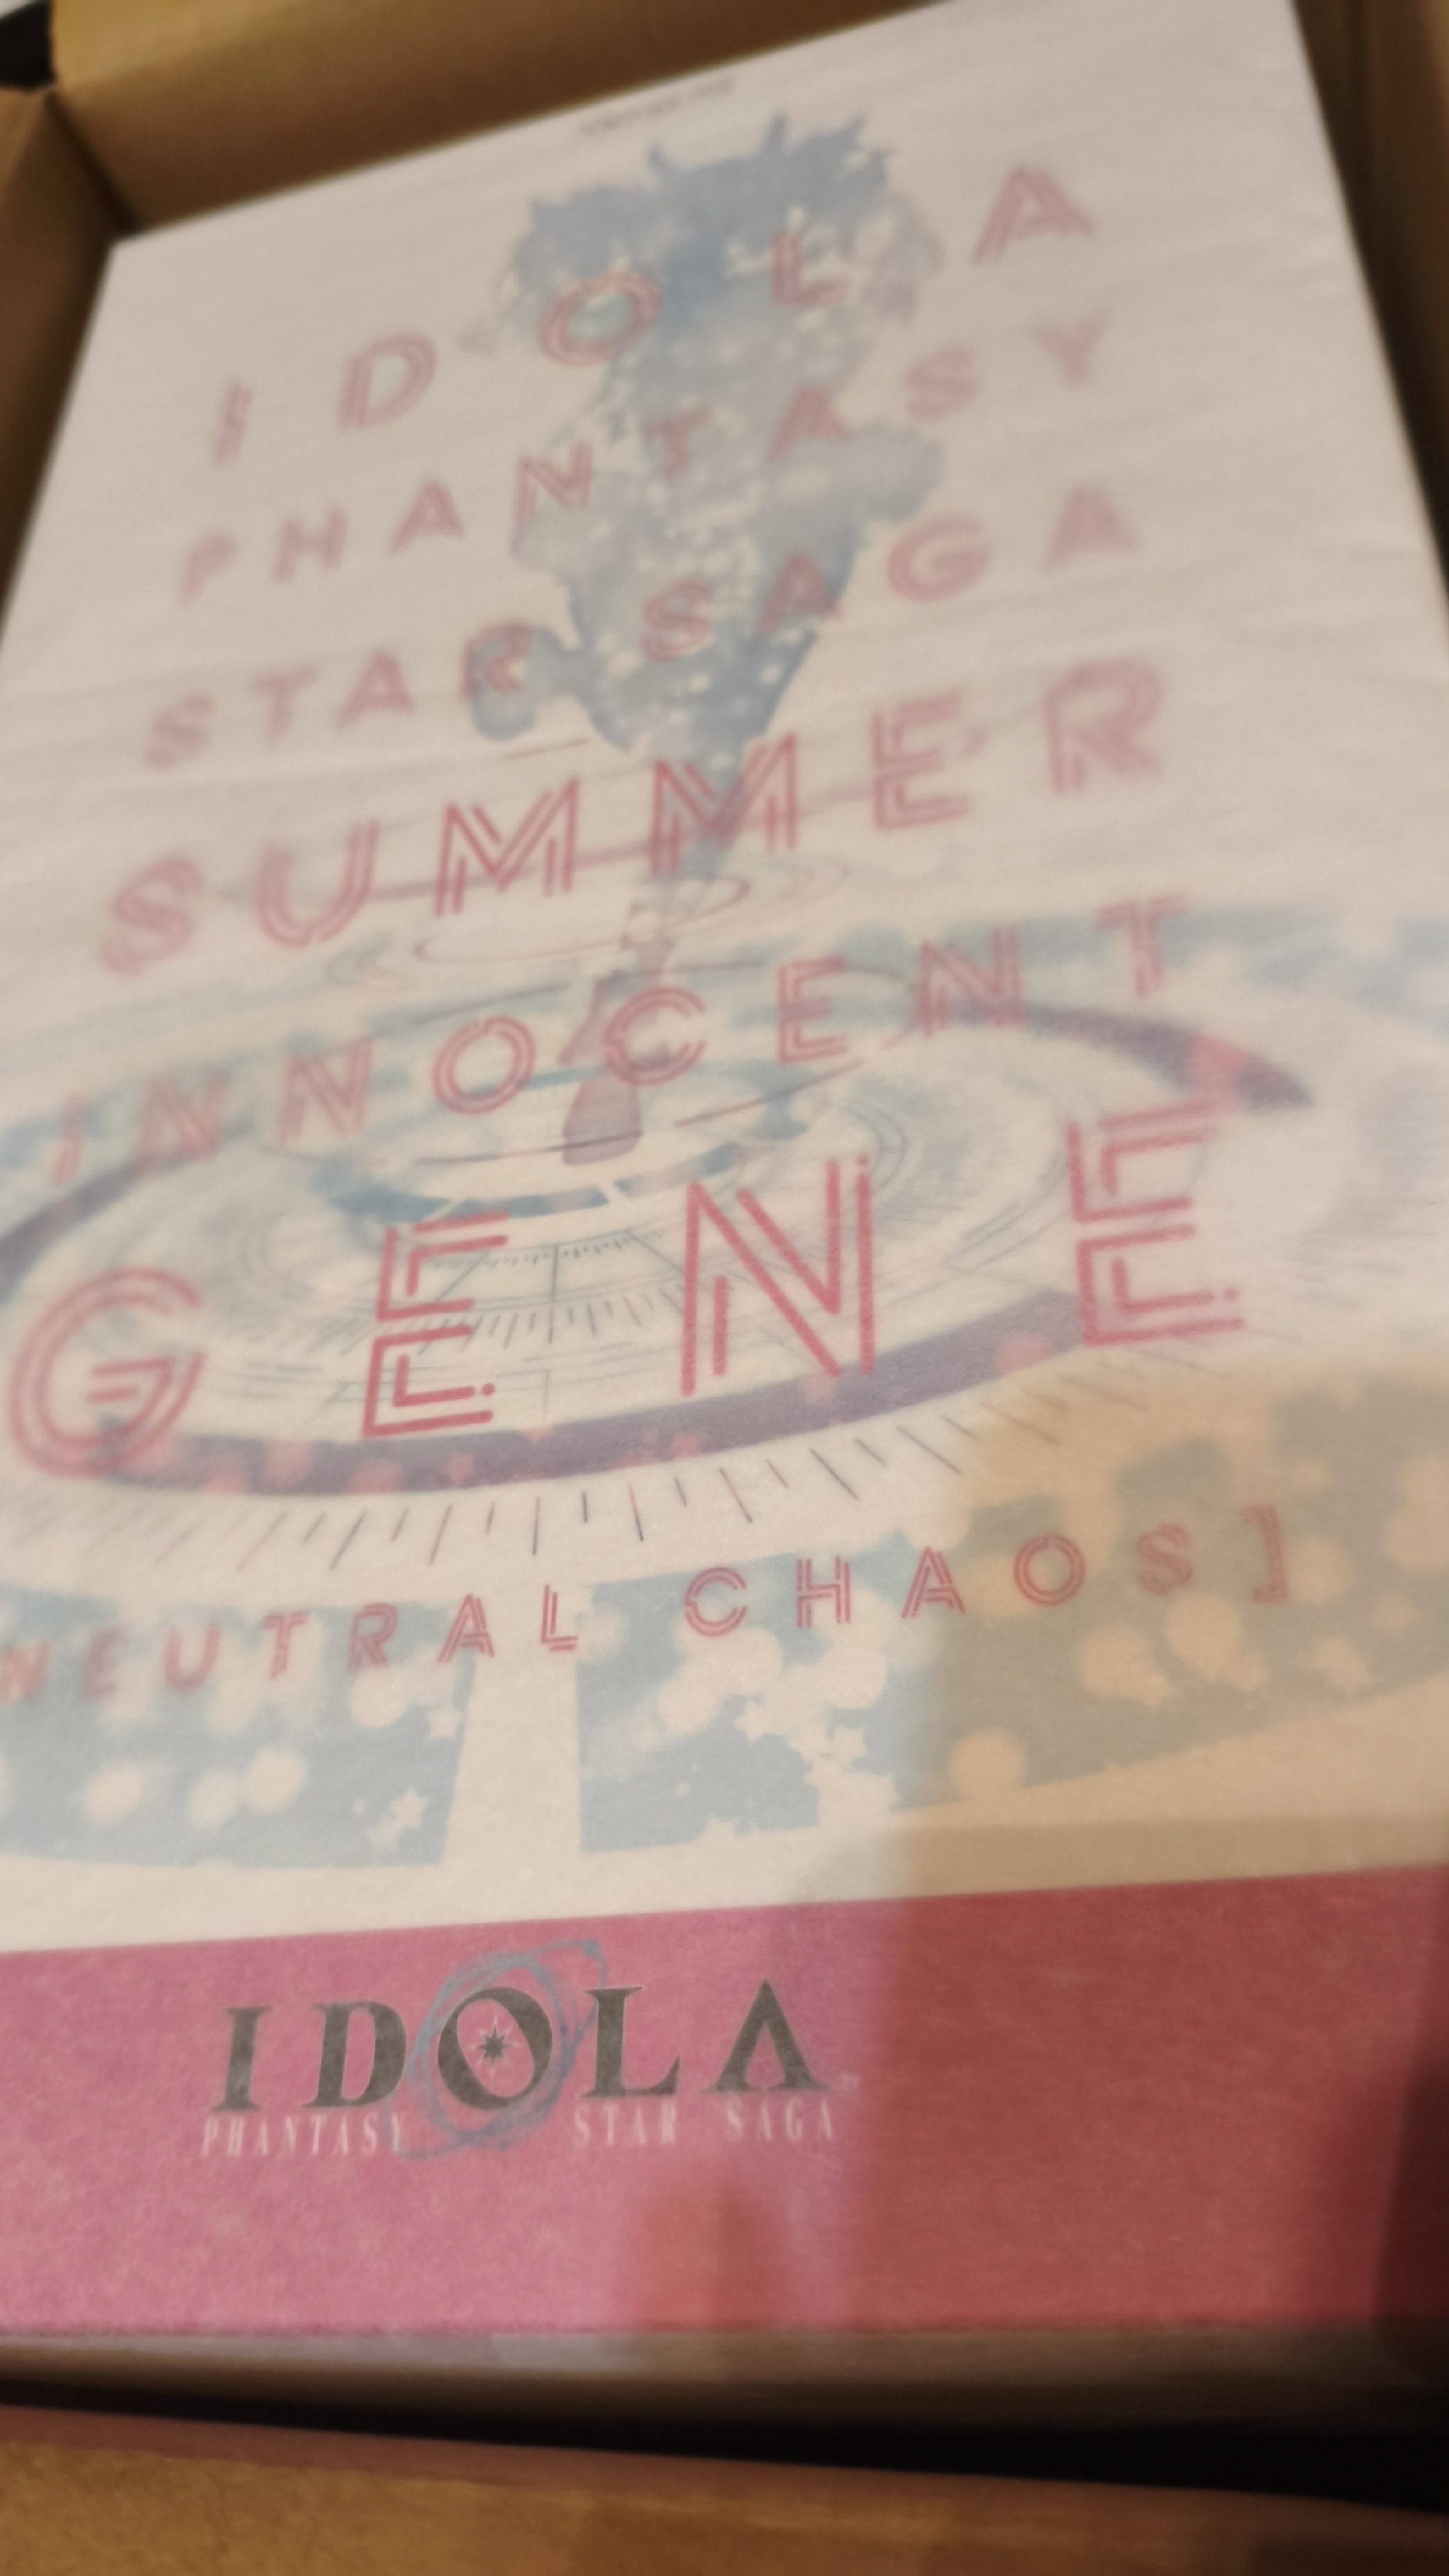 IDOLA
PHANTASY
STAR SAGA
SUMMER
INNOCENT
GENE
NEUTRAL CHAOS]
IDOLA
PHANTASY STAR SAGA